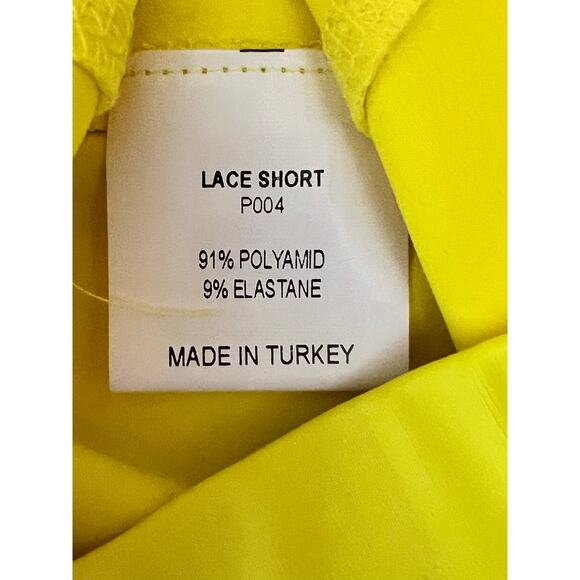 LACE SHORT
P004
91% POLYAMID
9% ELASTANE
MADE IN TURKEY